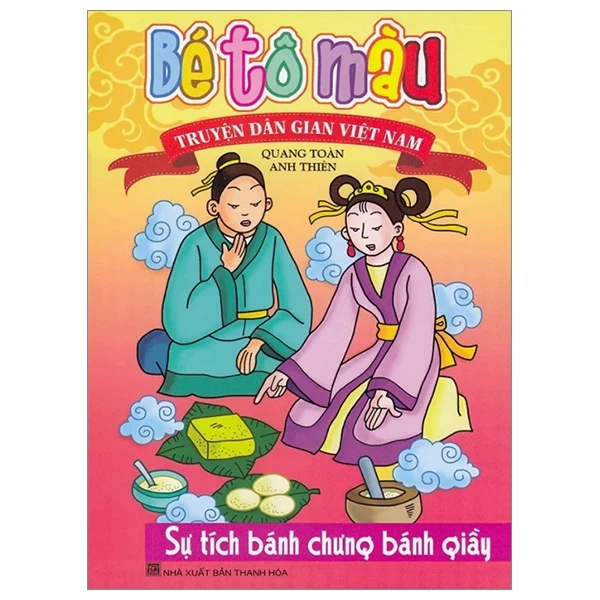 Bé tô màu
TRUYỆN DÂN GIAN VIỆT NAM
QUANG TOÀN
ANH THIÊN
Sự tích bánh chưng bánh giầy
NHÀ XUẤT BẢN THANH HÓA